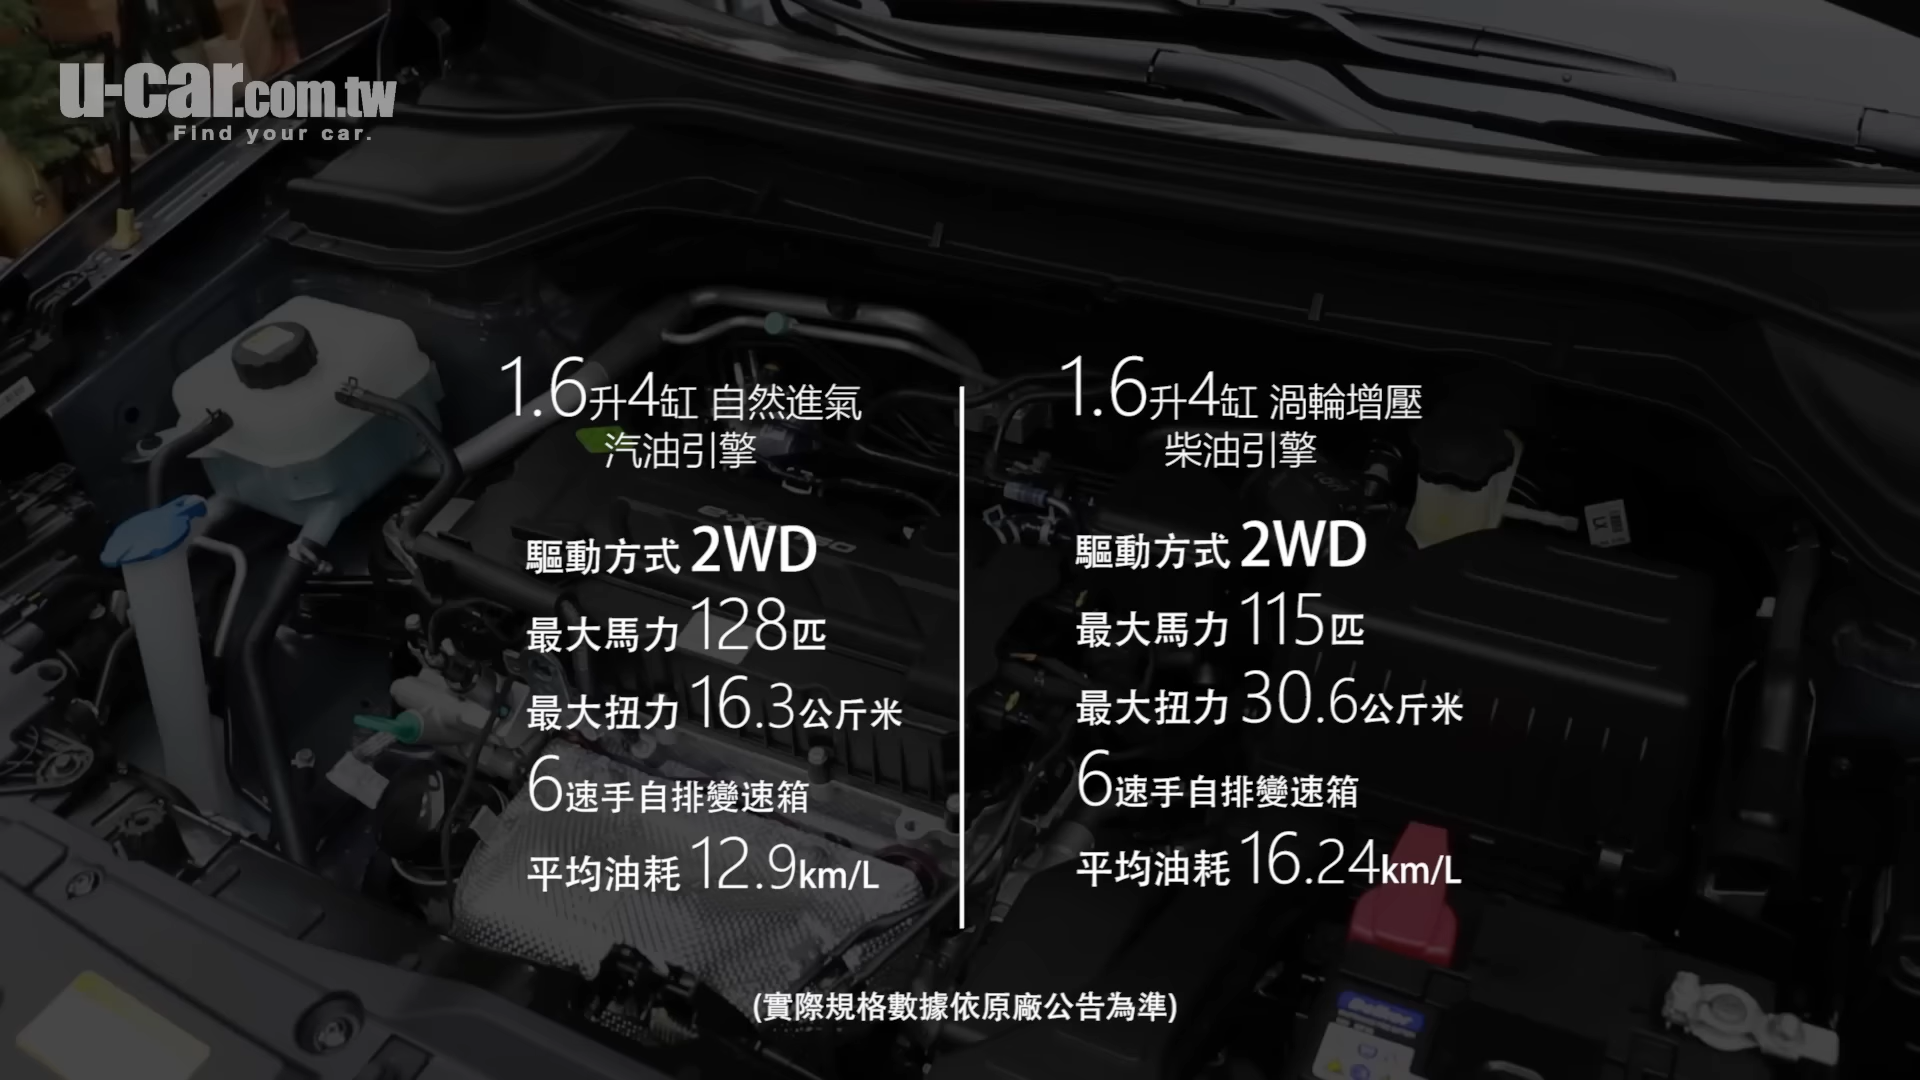 u-car.com.tw
Find your car.
1.6升4缸 自然進氣
汽油引擎
驅動方式 2WD
最大馬力 128匹
最大扭力 16.3公斤米
6速手自排變速箱
平均油耗 12.9km/L
1.6升4缸 渦輪增壓
柴油引擎
驅動方式 2WD
最大馬力 115匹
最大扭力 30.6公斤米
6速手自排變速箱
平均油耗 16.24km/L
(實際規格數據依原廠公告為準)